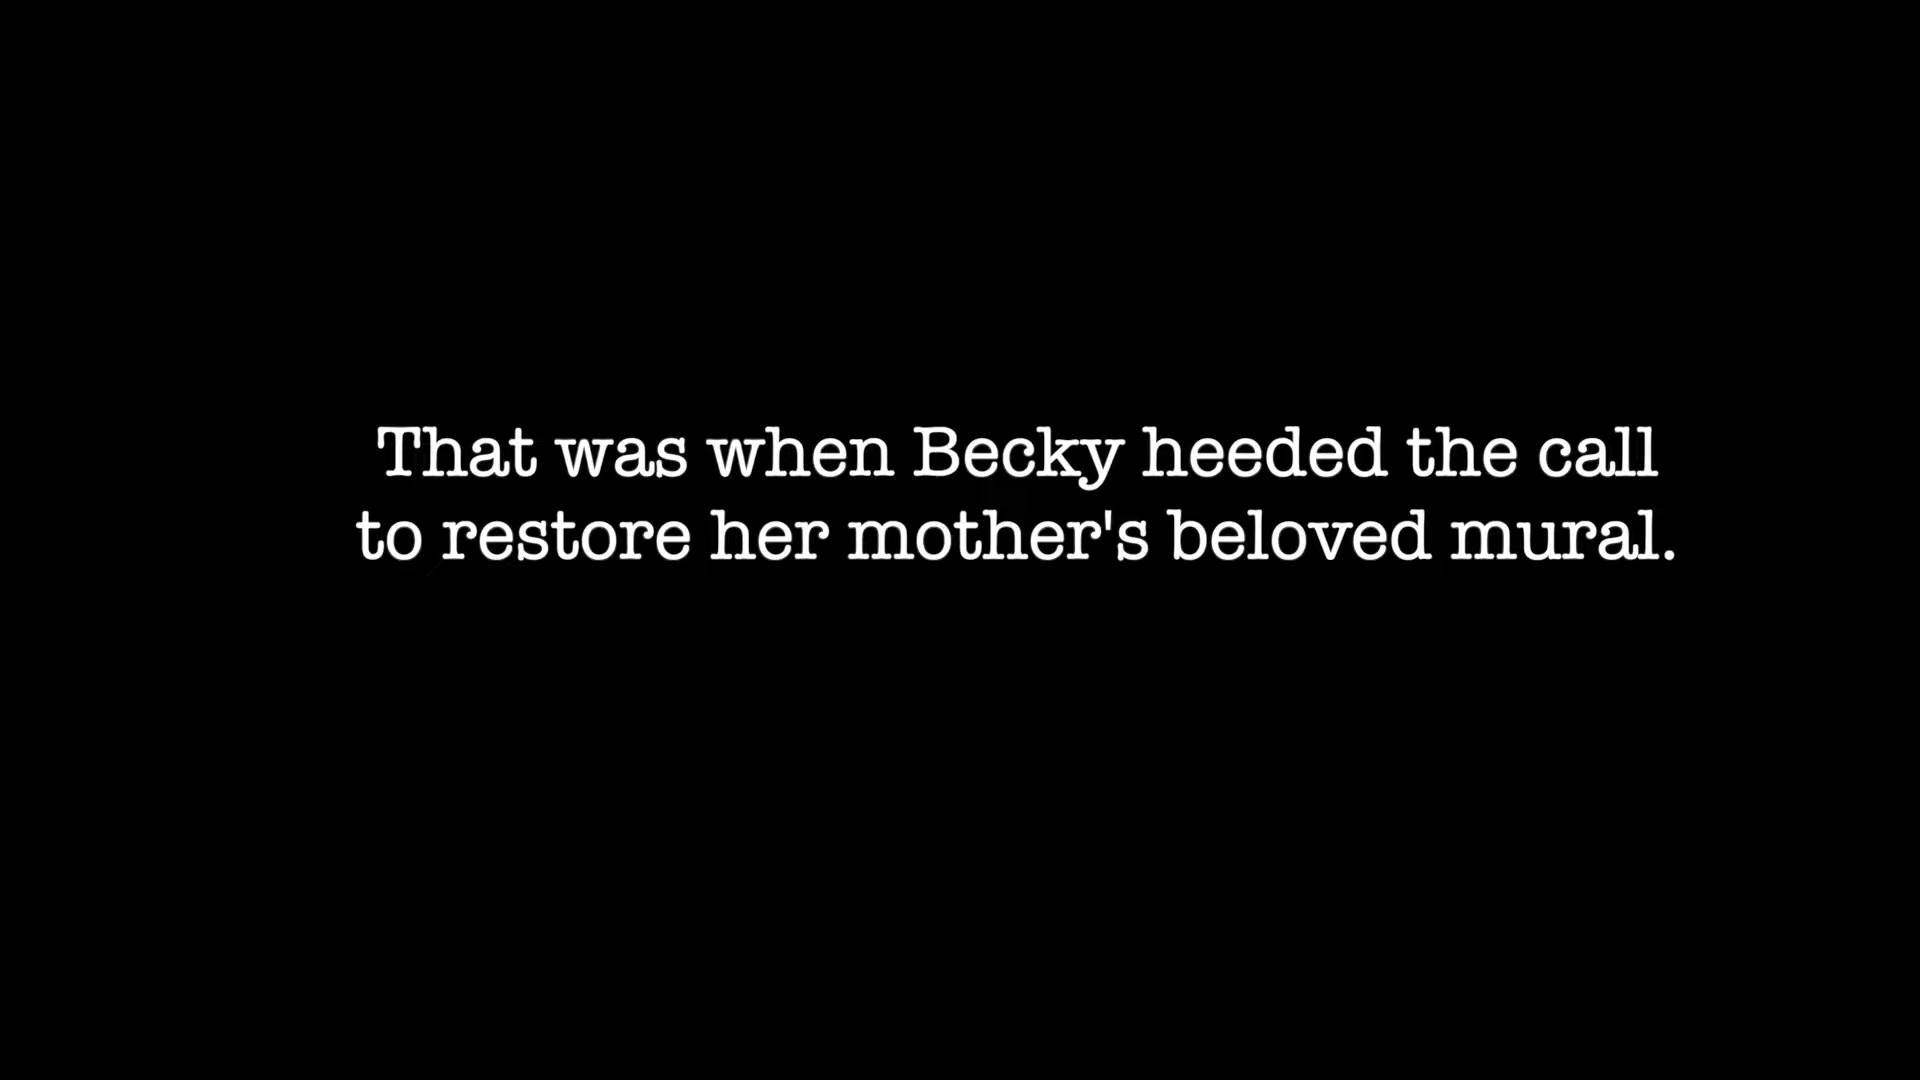 That was when Becky heeded the call
to restore her mother's beloved mural.